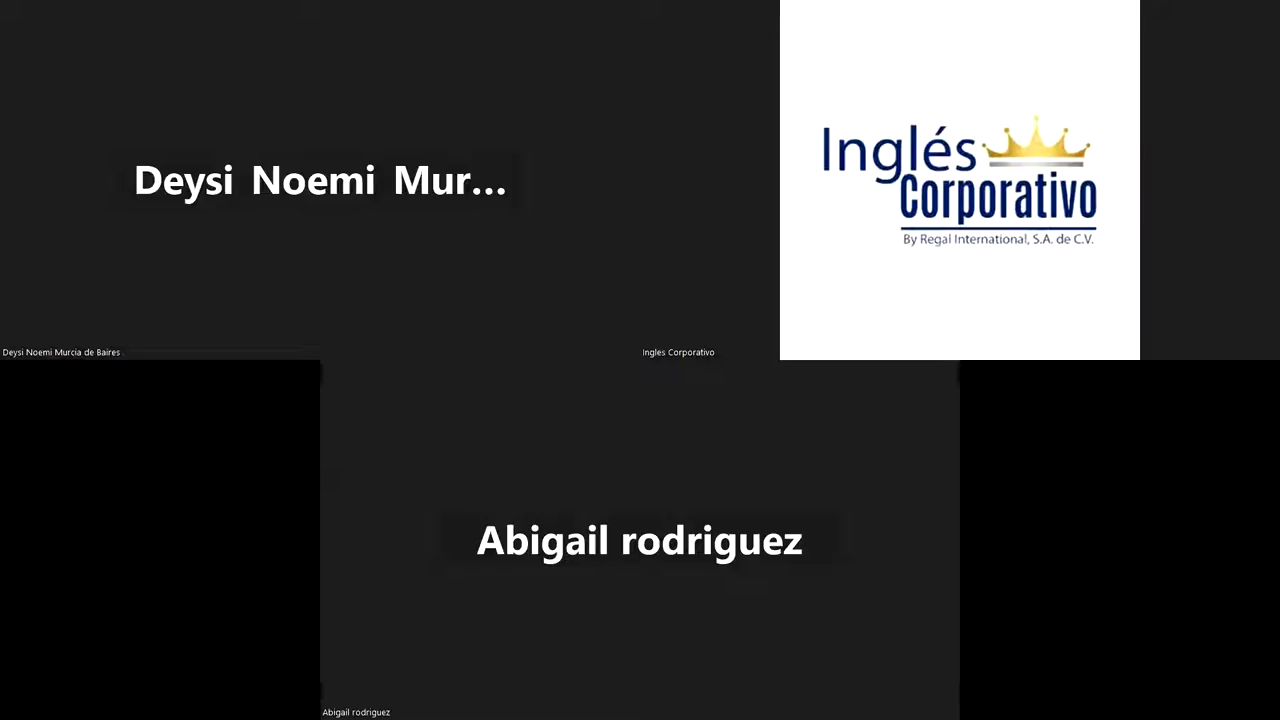 Deysi Noemi Mur...
Deysi Noemi Murcia de Baires
Inglés
Corporativo
By Regal International, S.A. de C.V.
Ingles Corporativo
Abigail rodriguez
Abigail rodriguez